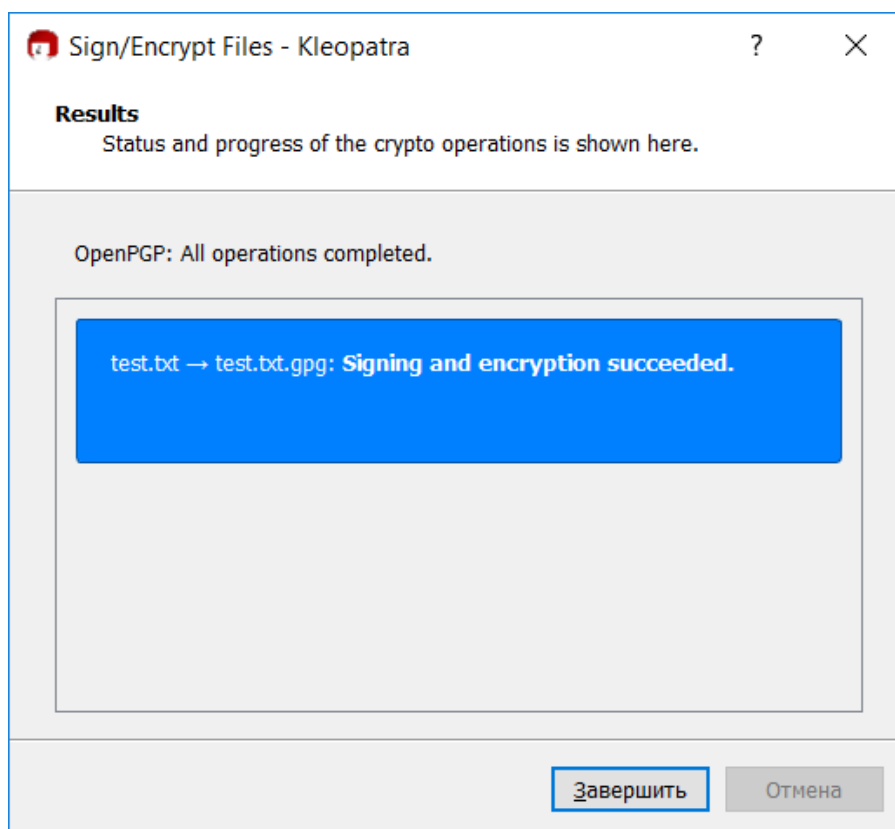 Sign/Encrypt Files - Kleopatra ?
Results
Status and progress of the crypto operations is shown here.
OpenPGP: All operations completed.
test.txt → test.txt.gpg: Signing and encryption succeeded.
Завершить Отмена